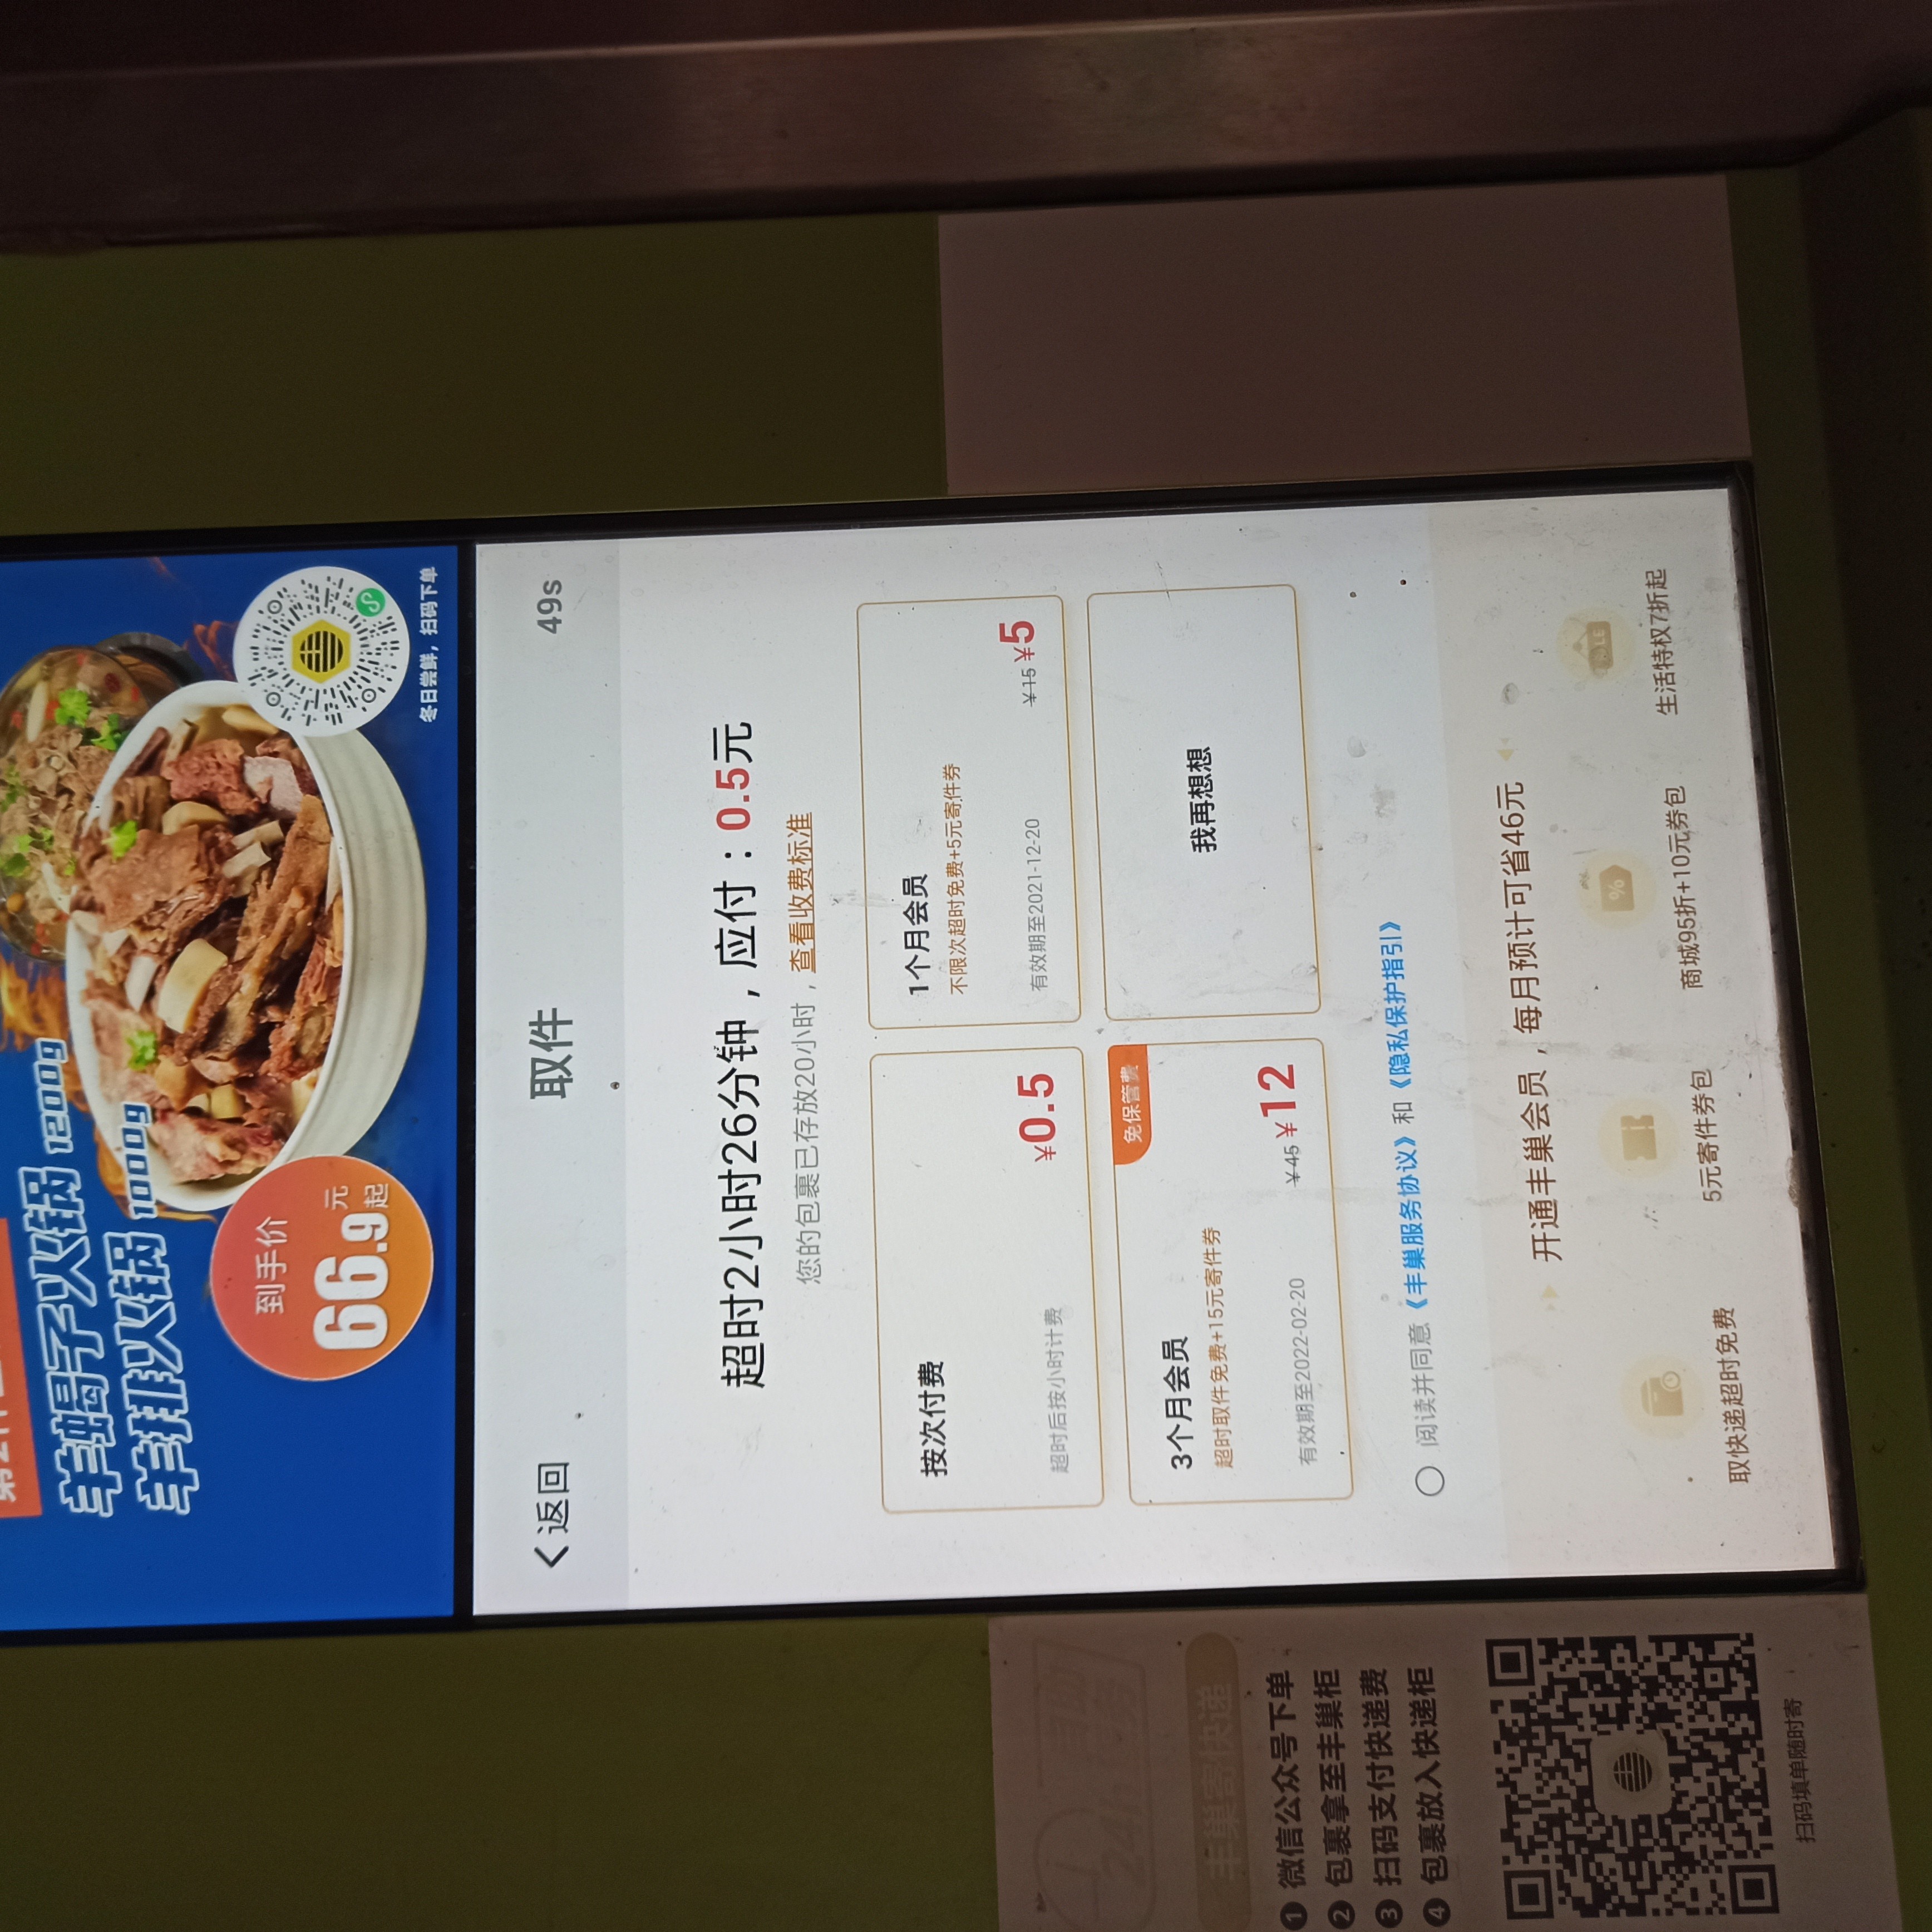 羊蝎子火锅 1200g
羊排火锅 1000g
到手价
66.9元起
冬日尝鲜，扫码下单
返回
取件
49s
超时2小时26分钟，应付：0.5元
您的包裹已存放20小时，查看收费标准
按次付费
超时后按小时计费
¥0.5
1个月会员
不限次超时免费+5元寄件券
有效期至2021-12-20
¥15 ¥5
免保管费
3个月会员
超时取件免费+15元寄件券
有效期至2022-02-20
¥45 ¥12
我再想想
阅读并同意《丰巢服务协议》和《隐私保护指引》
开通丰巢会员，每月预计可省46元
取快递超时免费
5元寄件券包
商城95折+10元券包
生活特权7折起
24h
丰巢寄快递
1 微信公众号下单
2 包裹拿至丰巢柜
3 扫码支付快递费
4 包裹放入快递柜
扫码填单随时寄